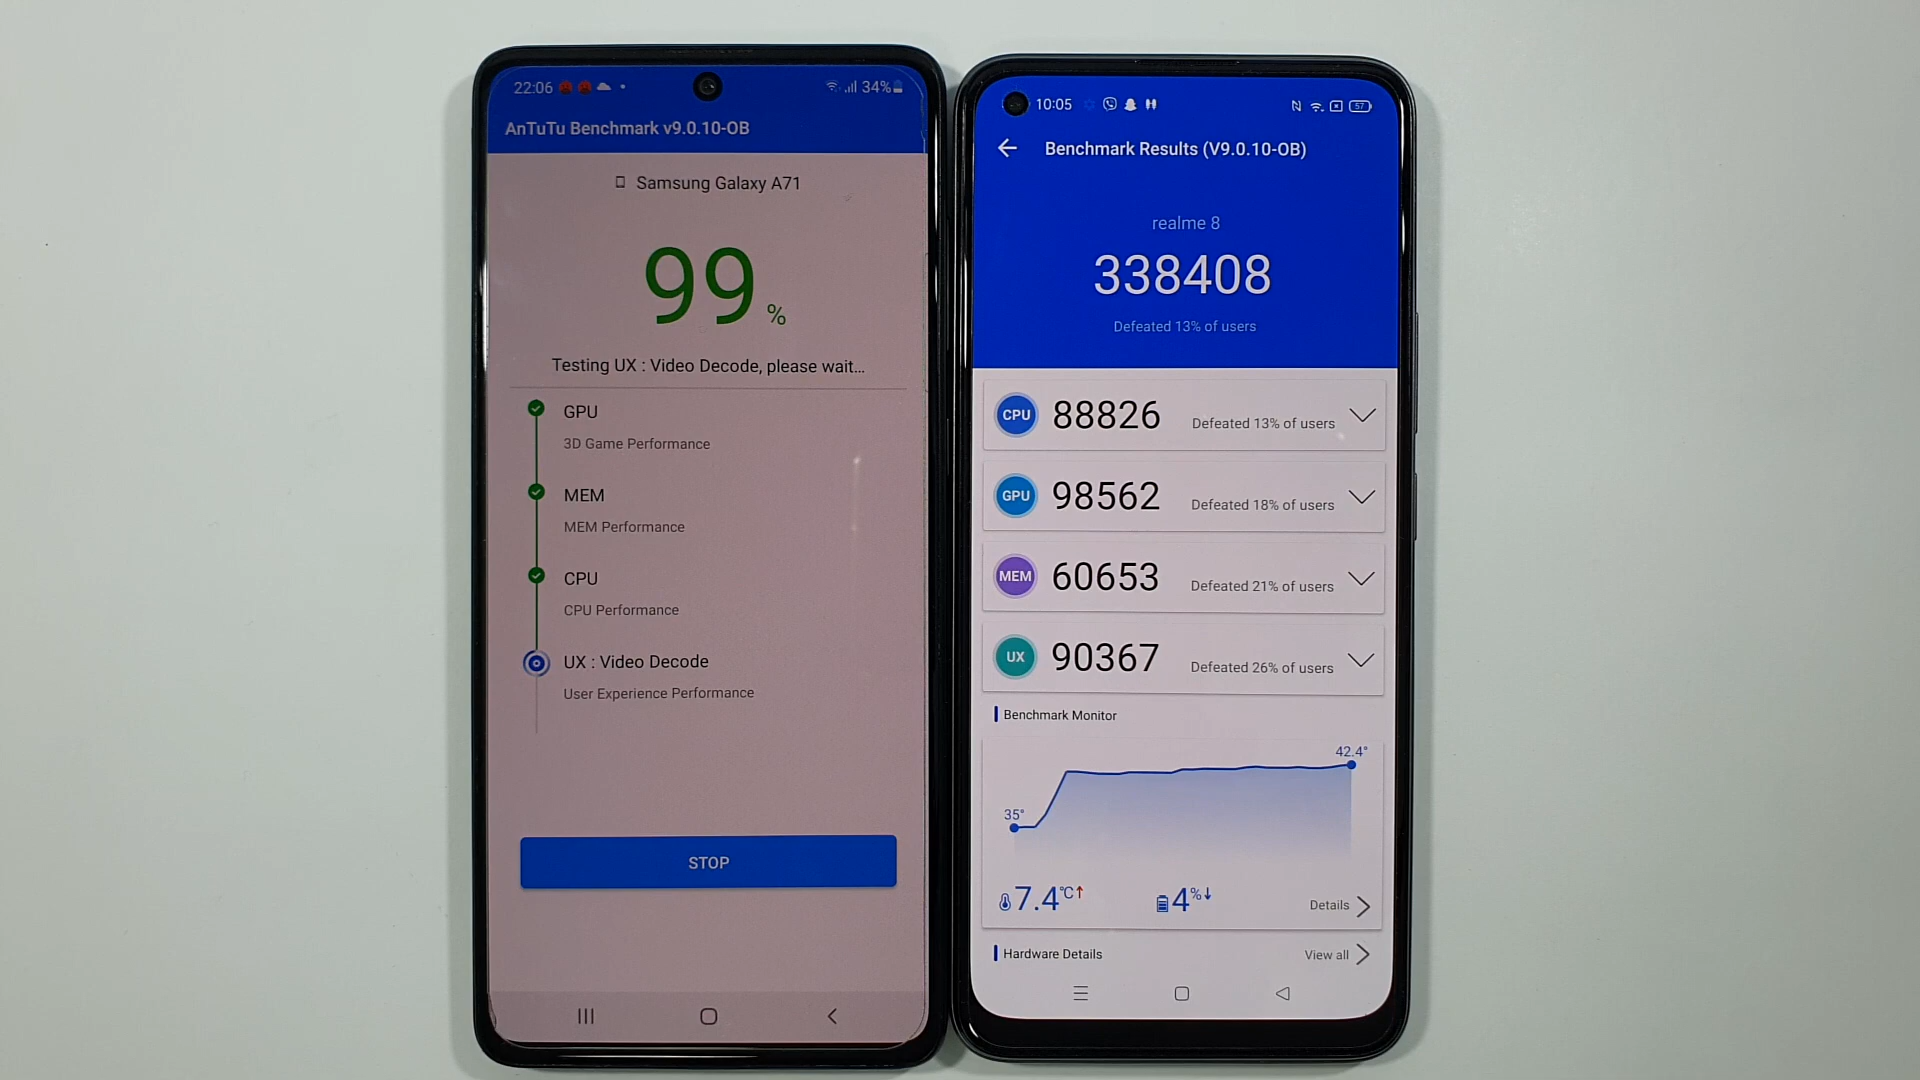 22:06
34%
AnTuTu Benchmark v9.0.10-OB
Samsung Galaxy A71
99 %
Testing UX : Video Decode, please wait...
GPU
3D Game Performance
MEM
MEM Performance
CPU
CPU Performance
UX : Video Decode
User Experience Performance
STOP
10:05
57
Benchmark Results (V9.0.10-OB)
realme 8
338408
Defeated 13% of users
CPU 88826 Defeated 13% of users
GPU 98562 Defeated 18% of users
MEM 60653 Defeated 21% of users
UX 90367 Defeated 26% of users
Benchmark Monitor
42.4°
35°
7.4°C↑ 4%↓ Details
Hardware Details View all